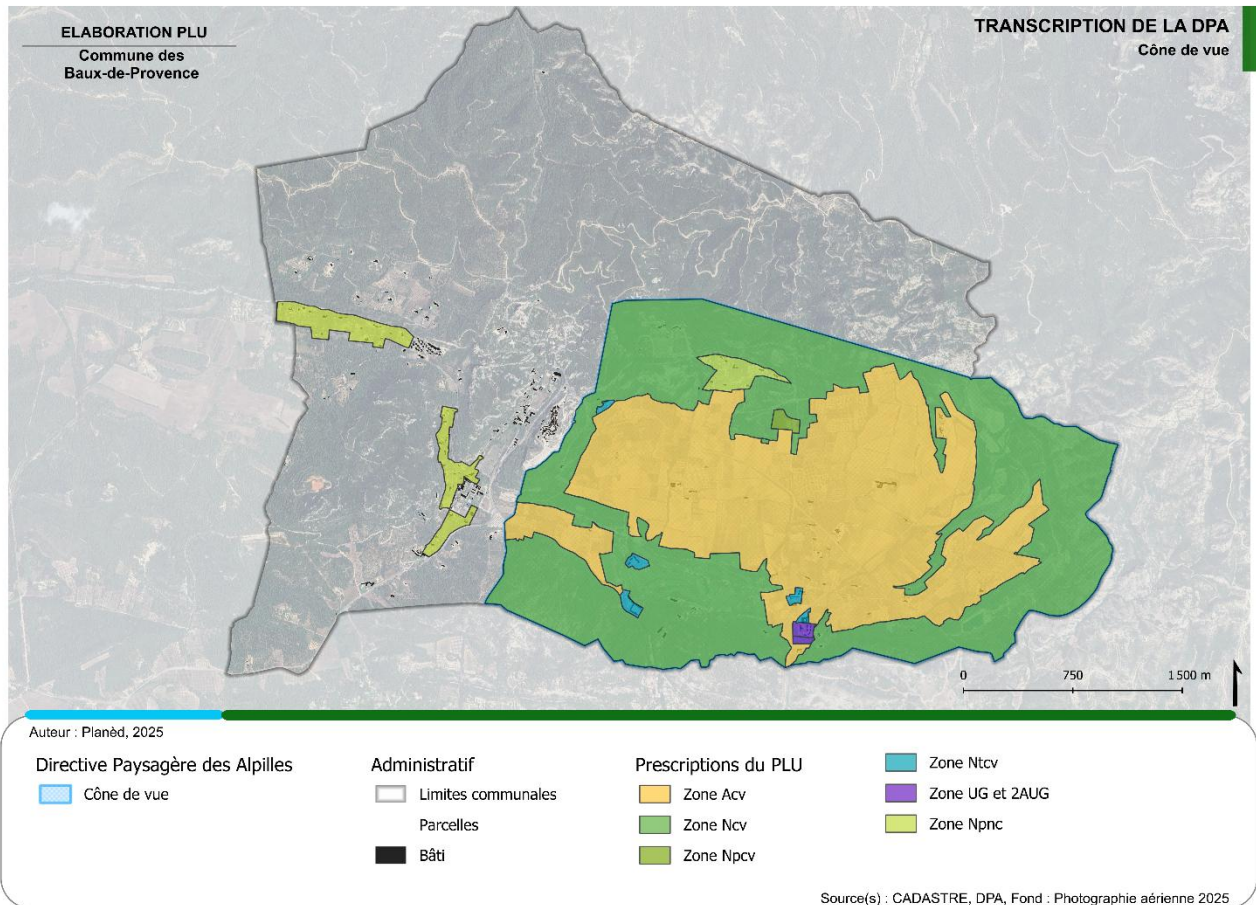 ELABORATION PLU
Commune des
Baux-de-Provence
TRANSCRIPTION DE LA DPA
Cône de vue
0 750 1 500 m
Auteur : Planèd, 2025
Directive Paysagère des Alpilles
Cône de vue
Administratif
Limites communales
Parcelles
Bâti
Prescriptions du PLU
Zone Acv
Zone Ncv
Zone Npcv
Zone Ntcv
Zone UG et 2AUG
Zone Npnc
Source(s) : CADASTRE, DPA, Fond : Photographie aérienne 2025